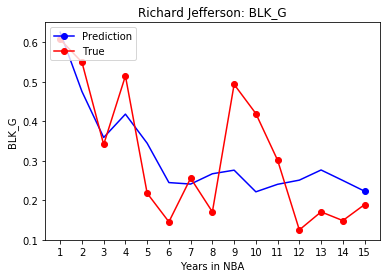 Richard Jefferson: BLK_G
Prediction
True
BLK_G
0.6
0.5
0.4
0.3
0.2
0.1
1 2 3 4 5 6 7 8 9 10 11 12 13 14 15
Years in NBA